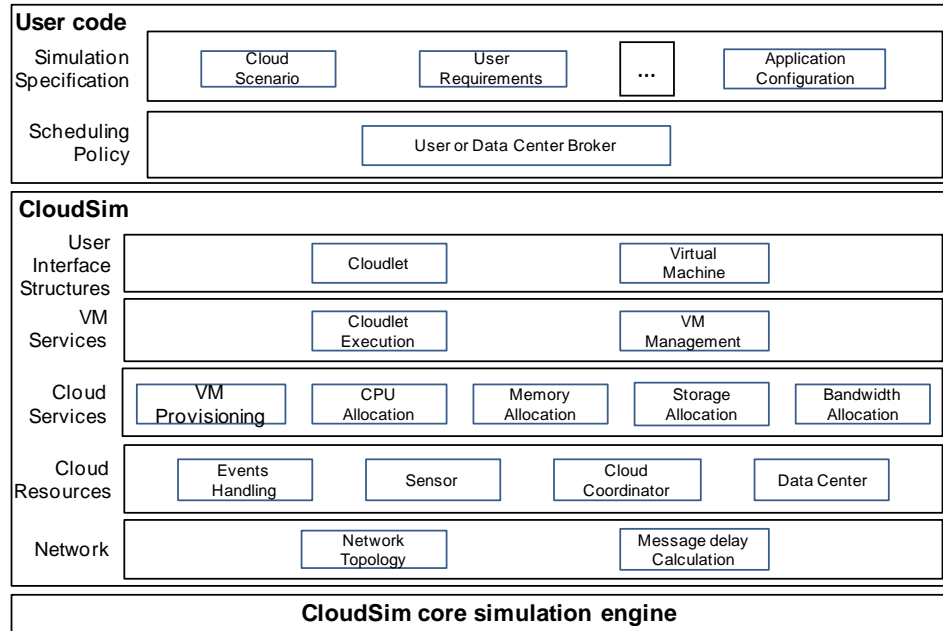 User code
Simulation
Specification
Cloud
Scenario
User
Requirements
...
Application
Configuration
Scheduling
Policy
User or Data Center Broker
CloudSim
User
Interface
Structures
Cloudlet
Virtual
Machine
VM
Services
Cloudlet
Execution
VM
Management
Cloud
Services
VM
Provisioning
CPU
Allocation
Memory
Allocation
Storage
Allocation
Bandwidth
Allocation
Cloud
Resources
Events
Handling
Sensor
Cloud
Coordinator
Data Center
Network
Network
Topology
Message delay
Calculation
CloudSim core simulation engine